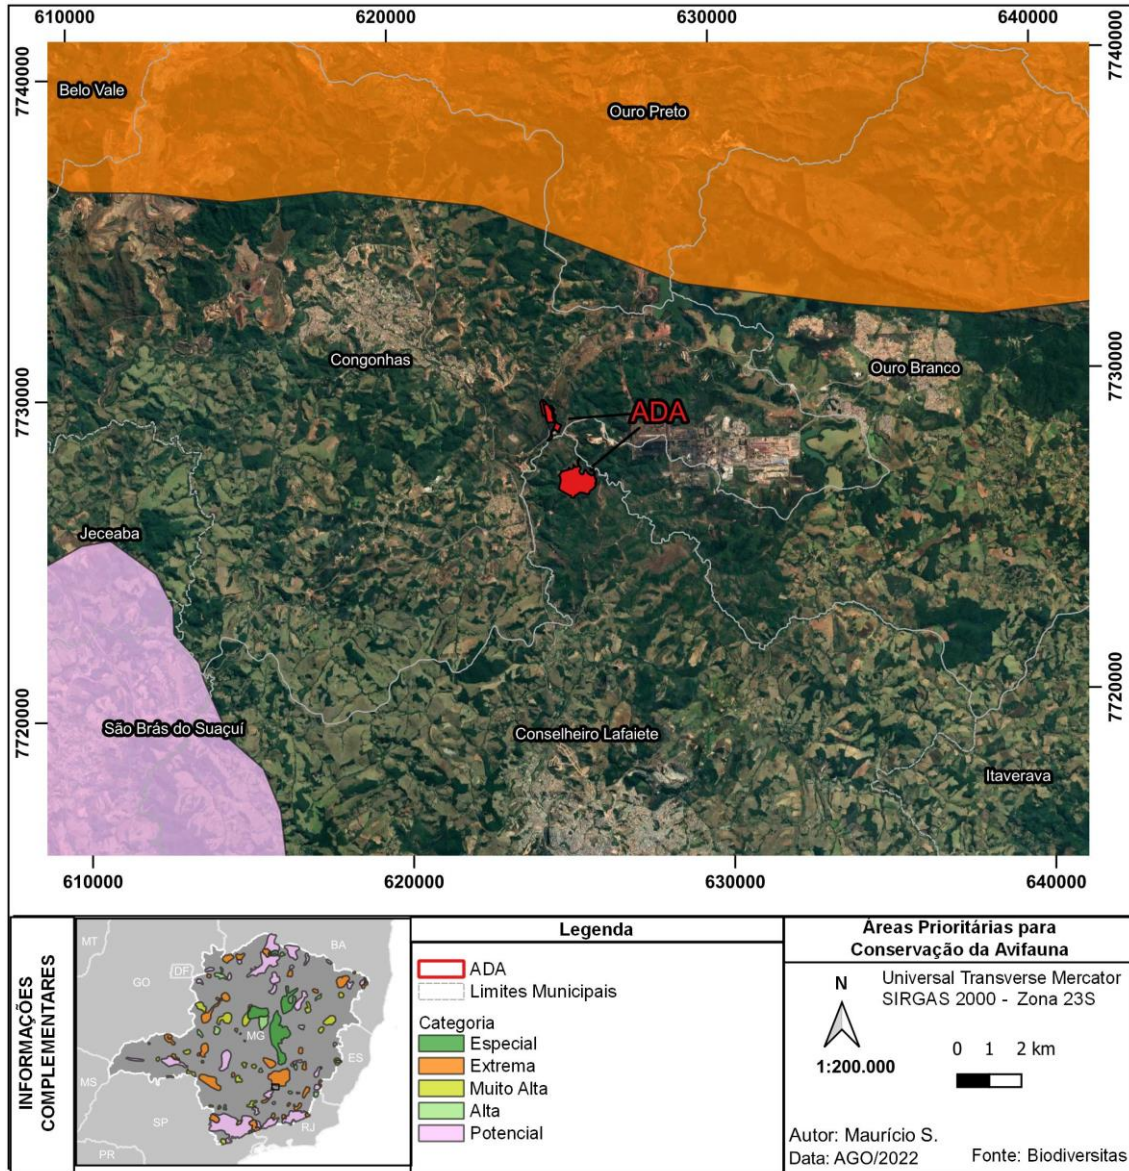 610000
620000
630000
640000
7740000
7740000
Belo Vale
Ouro Preto
Congonhas
Ouro Branco
7730000
7730000
ADA
Jeceaba
São Brás do Suaçuí
7720000
7720000
Conselheiro Lafaiete
Itaverava
610000
620000
630000
640000
INFORMAÇÕES
COMPLEMENTARES
MT
BA
GO
DF
MG
ES
MS
SP
RJ
PR
Legenda
ADA
Limites Municipais
Categoria
Especial
Extrema
Muito Alta
Alta
Potencial
Áreas Prioritárias para
Conservação da Avifauna
N
Universal Transverse Mercator
SIRGAS 2000 - Zona 23S
1:200.000
0 1 2 km
Autor: Maurício S.
Data: AGO/2022
Fonte: Biodiversitas